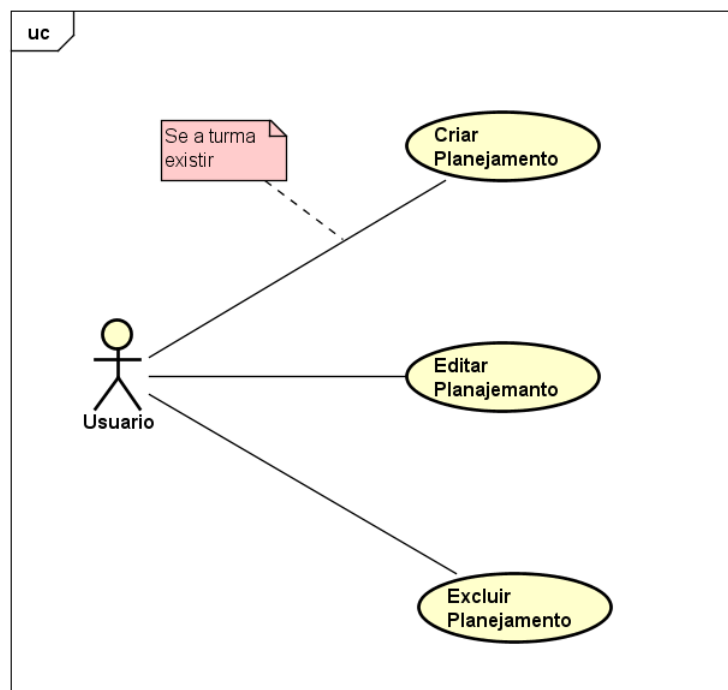 uc
Se a turma
existir
Criar
Planejamento
Editar
Planajemanto
Usuario
Excluir
Planejamento